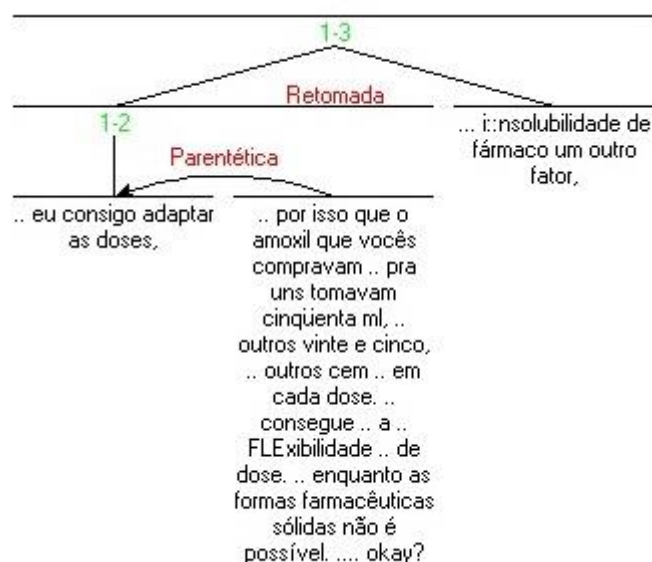 1-3
Retomada
1-2
... i::nsolubilidade de
fármaco um outro
fator,
Parentética
.. eu consigo adaptar
as doses,
.. por isso que o
amoxil que vocês
compravam .. pra
uns tomavam
cinqüenta ml, ..
outros vinte e cinco,
.. outros cem .. em
cada dose. ..
consegue .. a ..
FLExibilidade .. de
dose. .. enquanto as
formas farmacêuticas
sólidas não é
possível. .... okay?